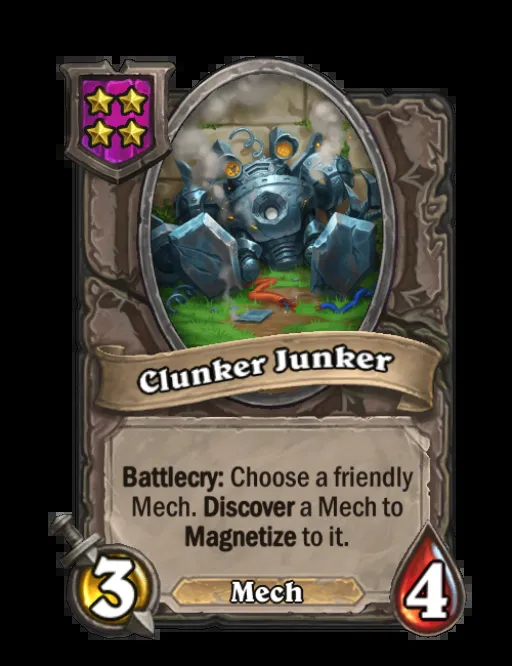 Clunker Junker
Battlecry: Choose a friendly
Mech. Discover a Mech to
Magnetize to it.
3
Mech
4